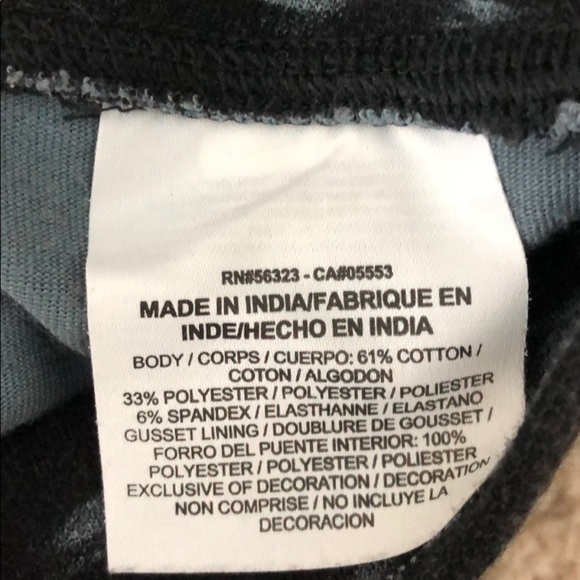 RN#56323 - CA#05553
MADE IN INDIA/FABRIQUE EN
INDE/HECHO EN INDIA
BODY / CORPS / CUERPO: 61% COTTON /
COTON / ALGODON
33% POLYESTER / POLYESTER / POLIESTER
6% SPANDEX / ELASTHANNE / ELASTANO
GUSSET LINING / DOUBLURE DE GOUSSET /
FORRO DEL PUENTE INTERIOR: 100%
POLYESTER / POLYESTER / POLIESTER
EXCLUSIVE OF DECORATION / DECORATION
NON COMPRISE / NO INCLUYE LA
DECORACION